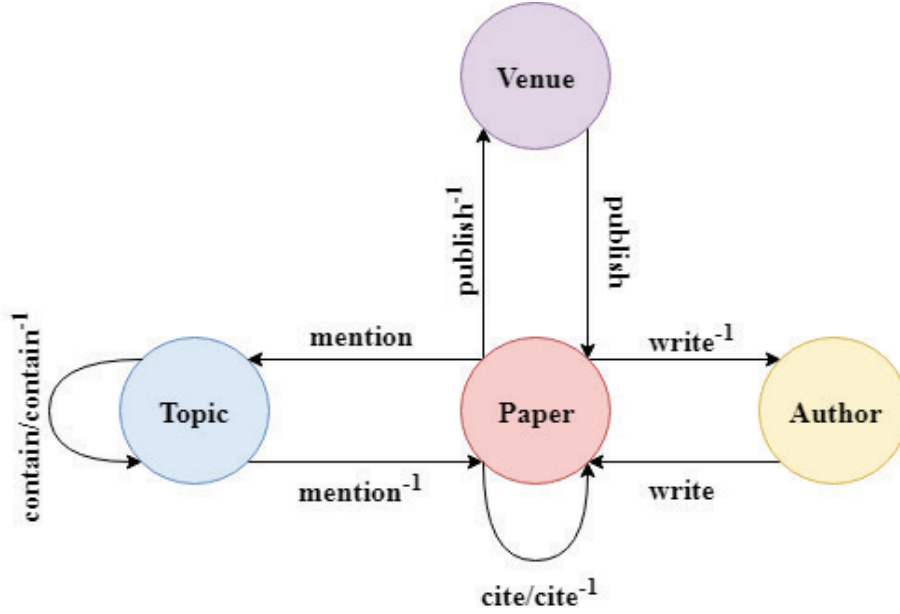 Venue
publish⁻¹
publish
mention
write⁻¹
contain/contain⁻¹
Topic
Paper
Author
mention⁻¹
write
cite/cite⁻¹